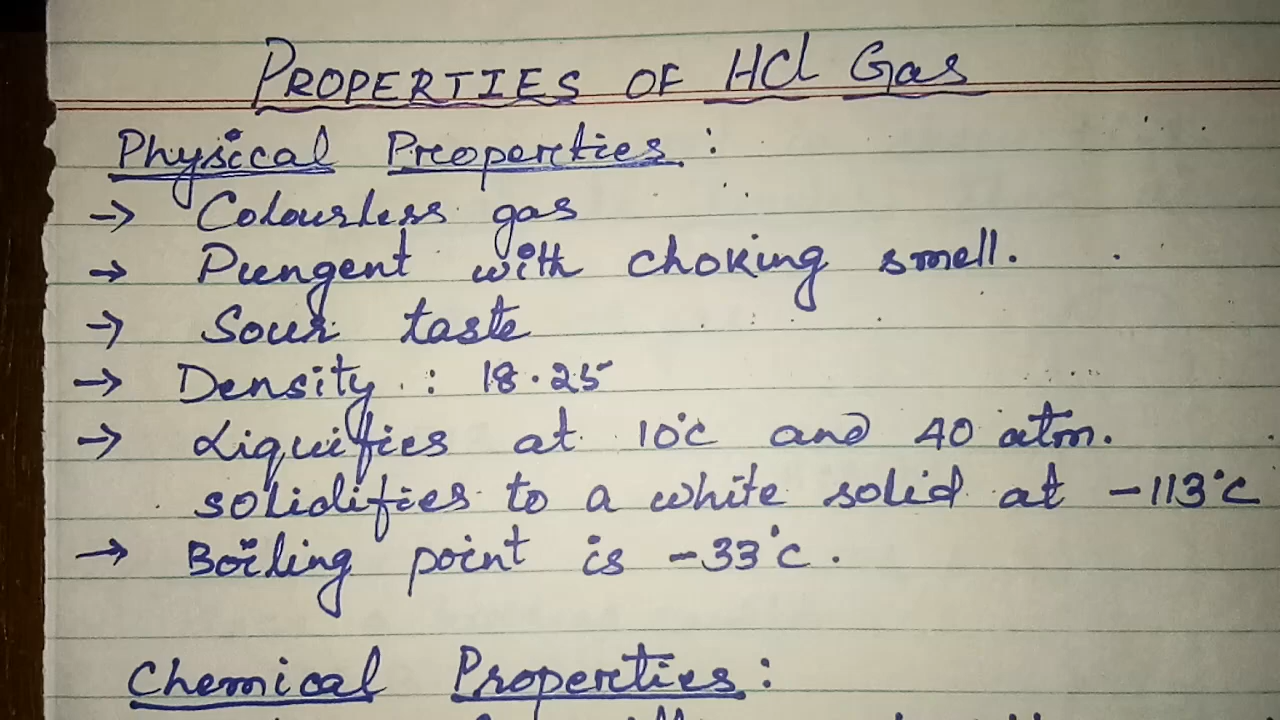 PROPERTIES OF HCl Gas
Physical Properties :
→ Colourless gas
→ Pungent with choking smell.
→ Sour taste
→ Density : 18.25
→ Liquifies at 10°c and 40 atm.
solidifies to a white solid at -113°c
→ Boiling point is -33°c.
Chemical Properties :